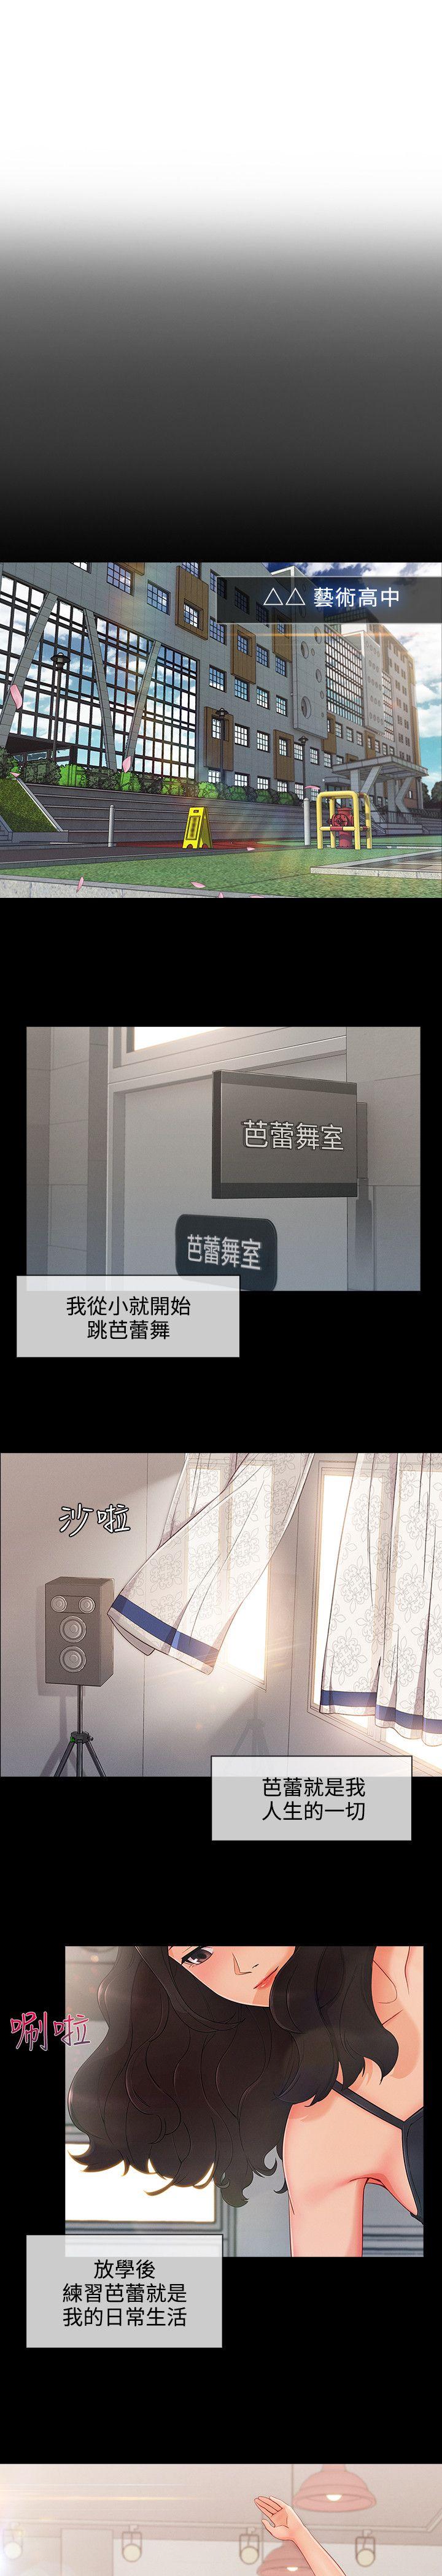 △△ 藝術高中
芭蕾舞室
芭蕾舞室
我從小就開始
跳芭蕾舞
沙啦
芭蕾就是我
人生的一切
唰啦
放學後
練習芭蕾就是
我的日常生活